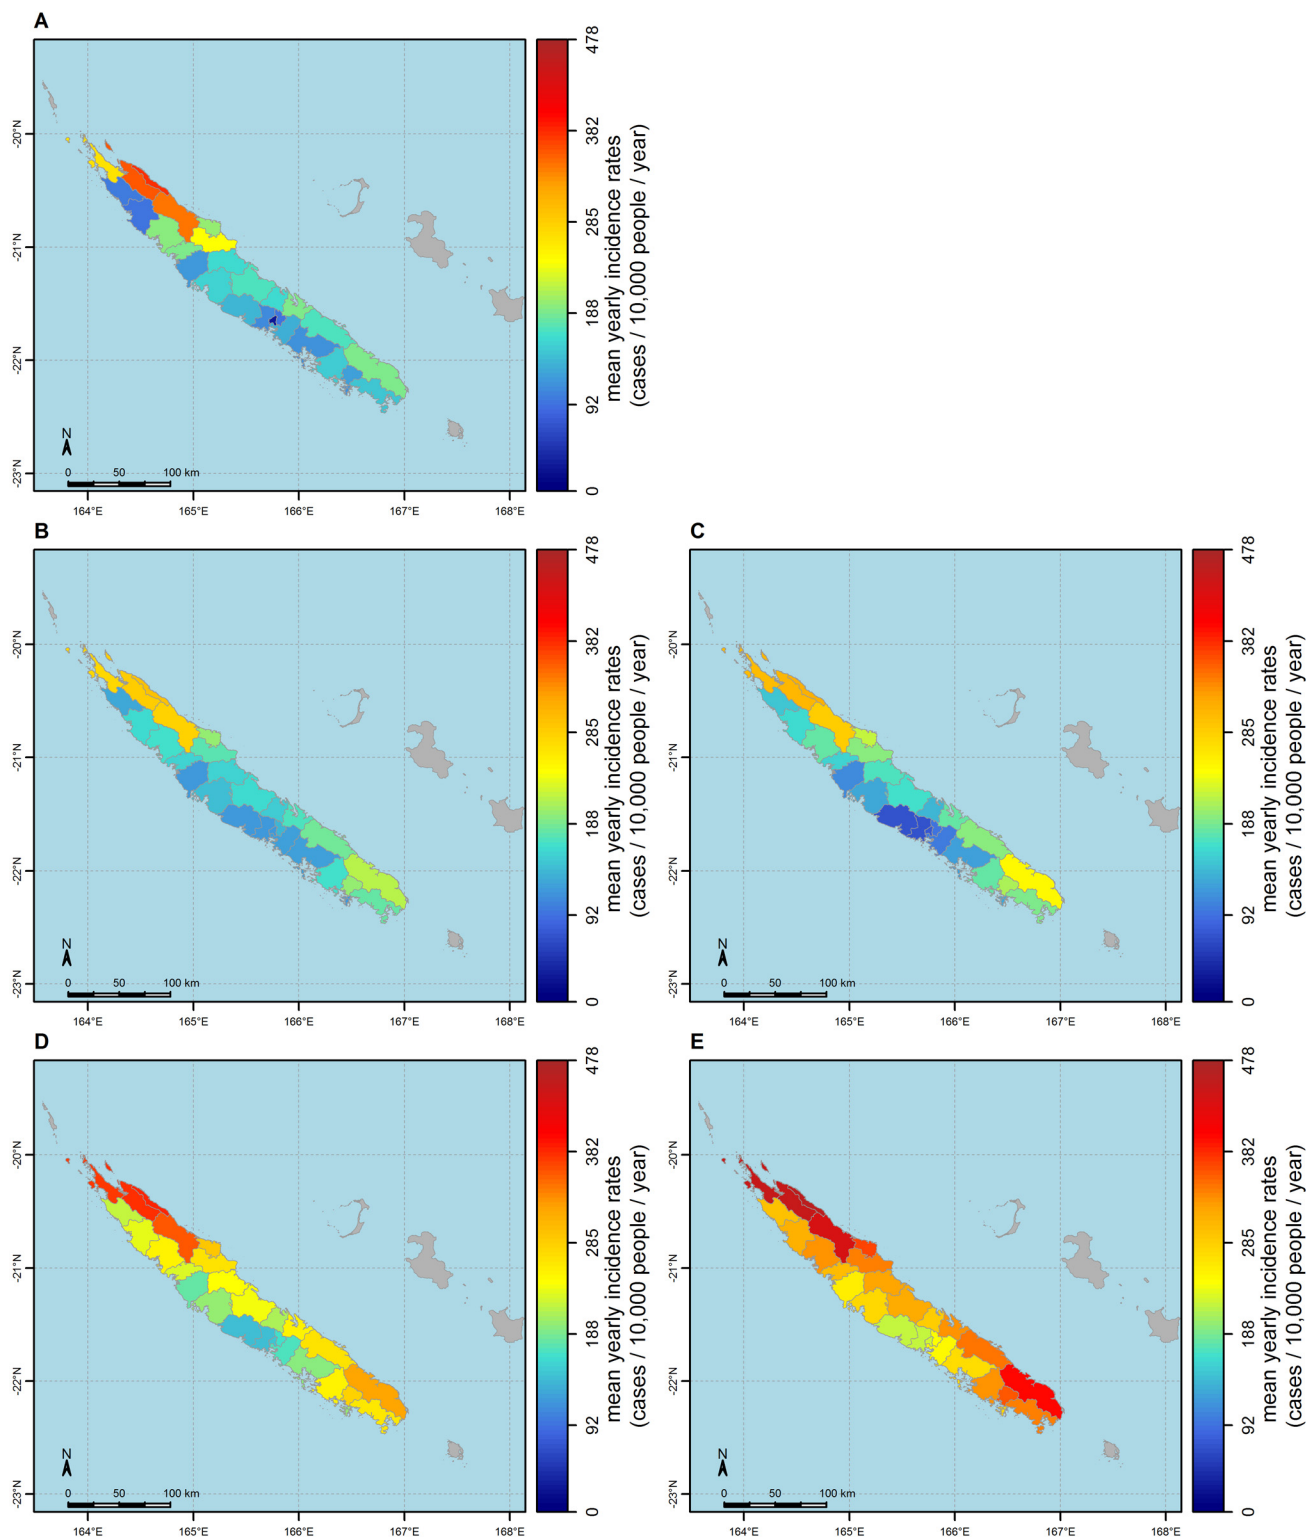 A
478
382
285
188
92
0
mean yearly incidence rates
(cases / 10,000 people / year)
20°N
-21°N
-22°N
-23°N
N
0 50 100 km
164°E 165°E 166°E 167°E 168°E
B
478
382
285
188
92
0
mean yearly incidence rates
(cases / 10,000 people / year)
-20°N
-21°N
-22°N
-23°N
N
0 50 100 km
164°E 165°E 166°E 167°E 168°E
C
478
382
285
188
92
0
mean yearly incidence rates
(cases / 10,000 people / year)
-20°N
-21°N
-22°N
-23°N
N
0 50 100 km
164°E 165°E 166°E 167°E 168°E
D
478
382
285
188
92
0
mean yearly incidence rates
(cases / 10,000 people / year)
-20°N
-21°N
-22°N
-23°N
N
0 50 100 km
164°E 165°E 166°E 167°E 168°E
E
478
382
285
188
92
0
mean yearly incidence rates
(cases / 10,000 people / year)
-20°N
-21°N
-22°N
-23°N
N
0 50 100 km
164°E 165°E 166°E 167°E 168°E